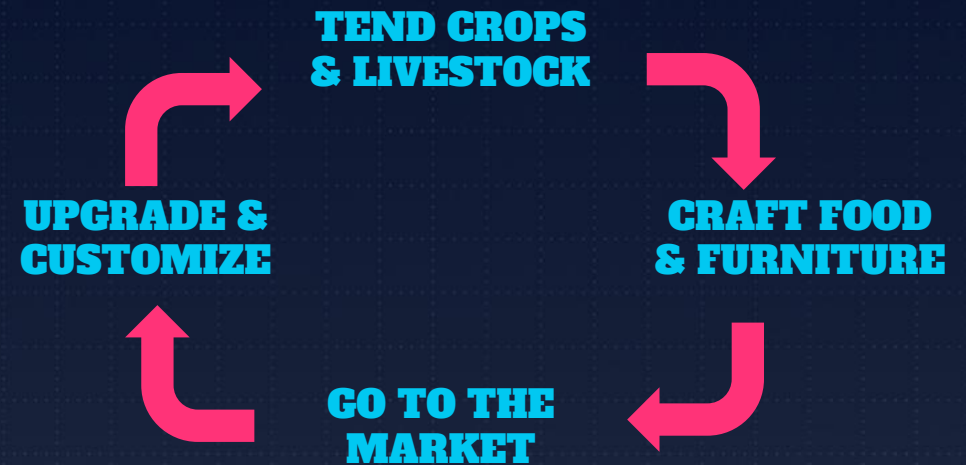 TEND CROPS
& LIVESTOCK
UPGRADE &
CUSTOMIZE
CRAFT FOOD
& FURNITURE
GO TO THE
MARKET